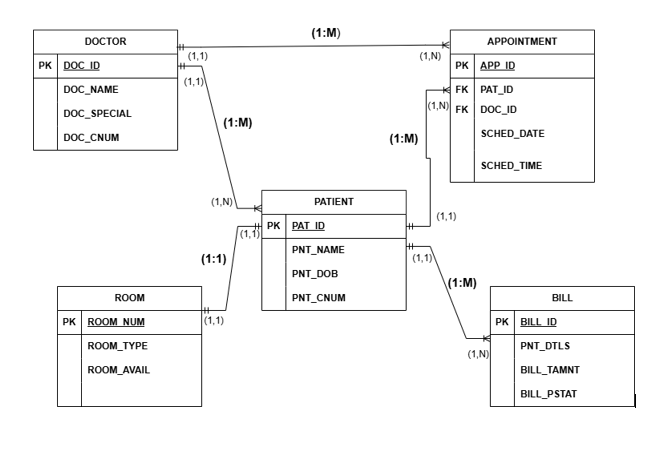 (1:M)
DOCTOR
APPOINTMENT
(1,1)
(1,N)
PK DOC_ID
PK APP_ID
(1,1)
DOC_NAME
FK PAT_ID
DOC_SPECIAL
(1,N)
FK DOC_ID
(1:M)
DOC_CNUM
SCHED_DATE
(1:M)
SCHED_TIME
(1,N)
PATIENT
(1,1)
(1,1)
PK PAT_ID
PNT_NAME
(1,1)
(1:1)
PNT_DOB
(1:M)
PNT_CNUM
ROOM
BILL
(1,1)
PK ROOM_NUM
PK BILL_ID
ROOM_TYPE
PNT_DTLS
(1,N)
ROOM_AVAIL
BILL_TAMNT
BILL_PSTAT